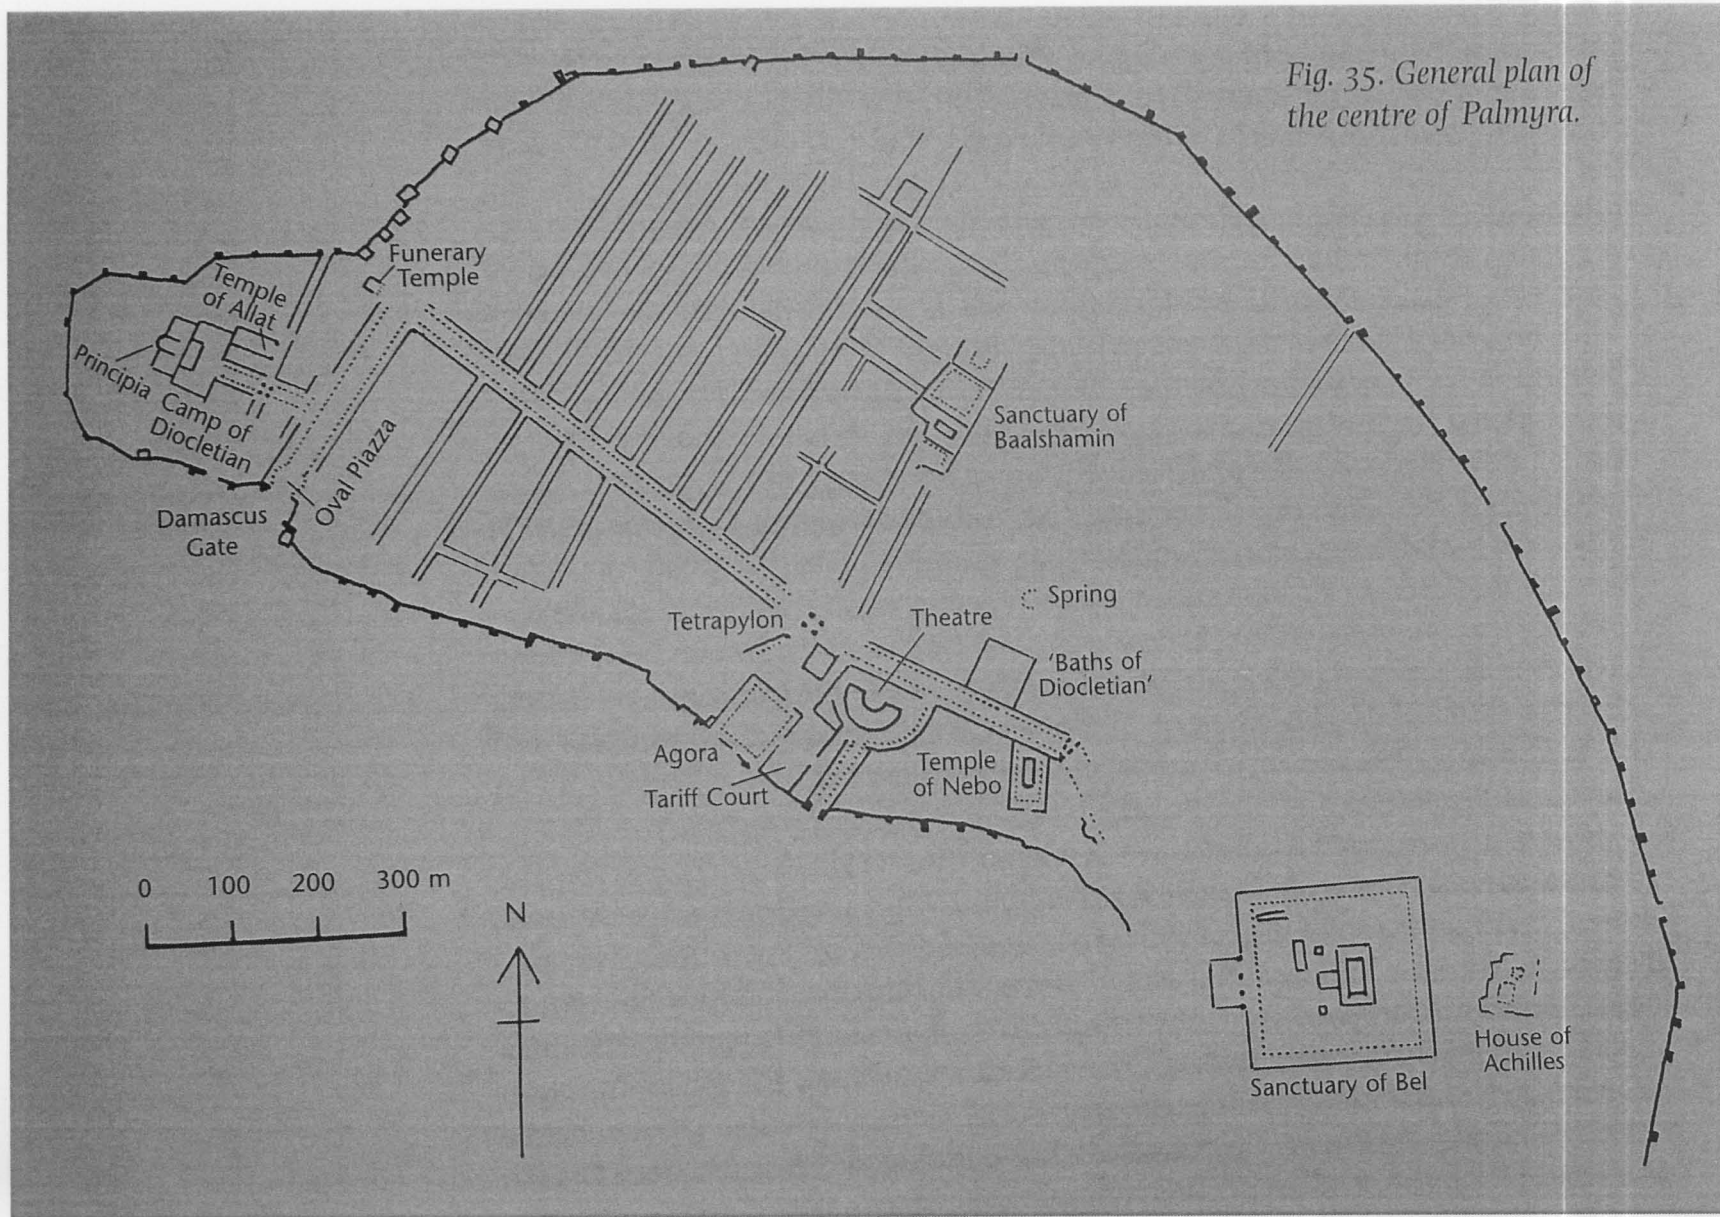 Fig. 35. General plan of
the centre of Palmyra.
Funerary
Temple
Temple
of Allat
Principia
Camp of
Diocletian
Oval Piazza
Damascus
Gate
Sanctuary of
Baalshamin
Spring
Tetrapylon
Theatre
'Baths of
Diocletian'
Agora
Tariff Court
Temple
of Nebo
0 100 200 300 m
N
House of
Achilles
Sanctuary of Bel